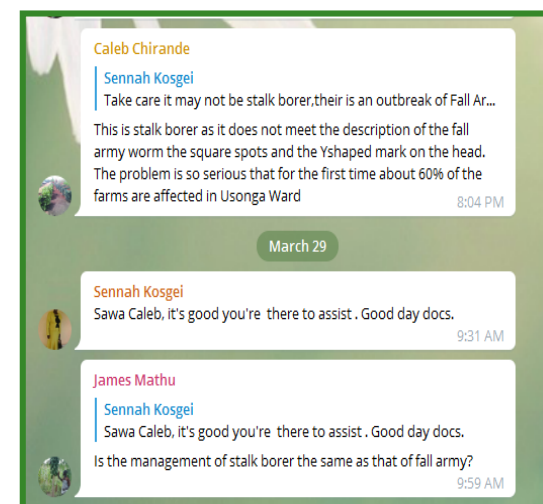 Caleb Chirande
Sennah Kosgei
Take care it may not be stalk borer,their is an outbreak of Fall Ar...
This is stalk borer as it does not meet the description of the fall
army worm the square spots and the Yshaped mark on the head.
The problem is so serious that for the first time about 60% of the
farms are affected in Usonga Ward
8:04 PM
March 29
Sennah Kosgei
Sawa Caleb, it's good you're there to assist . Good day docs.
9:31 AM
James Mathu
Sennah Kosgei
Sawa Caleb, it's good you're there to assist . Good day docs.
Is the management of stalk borer the same as that of fall army?
9:59 AM